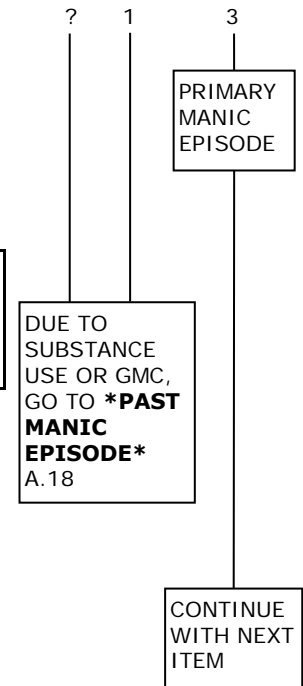 ? 1 3
PRIMARY
MANIC
EPISODE
DUE TO
SUBSTANCE
USE OR GMC,
GO TO *PAST
MANIC
EPISODE*
A.18
CONTINUE
WITH NEXT
ITEM